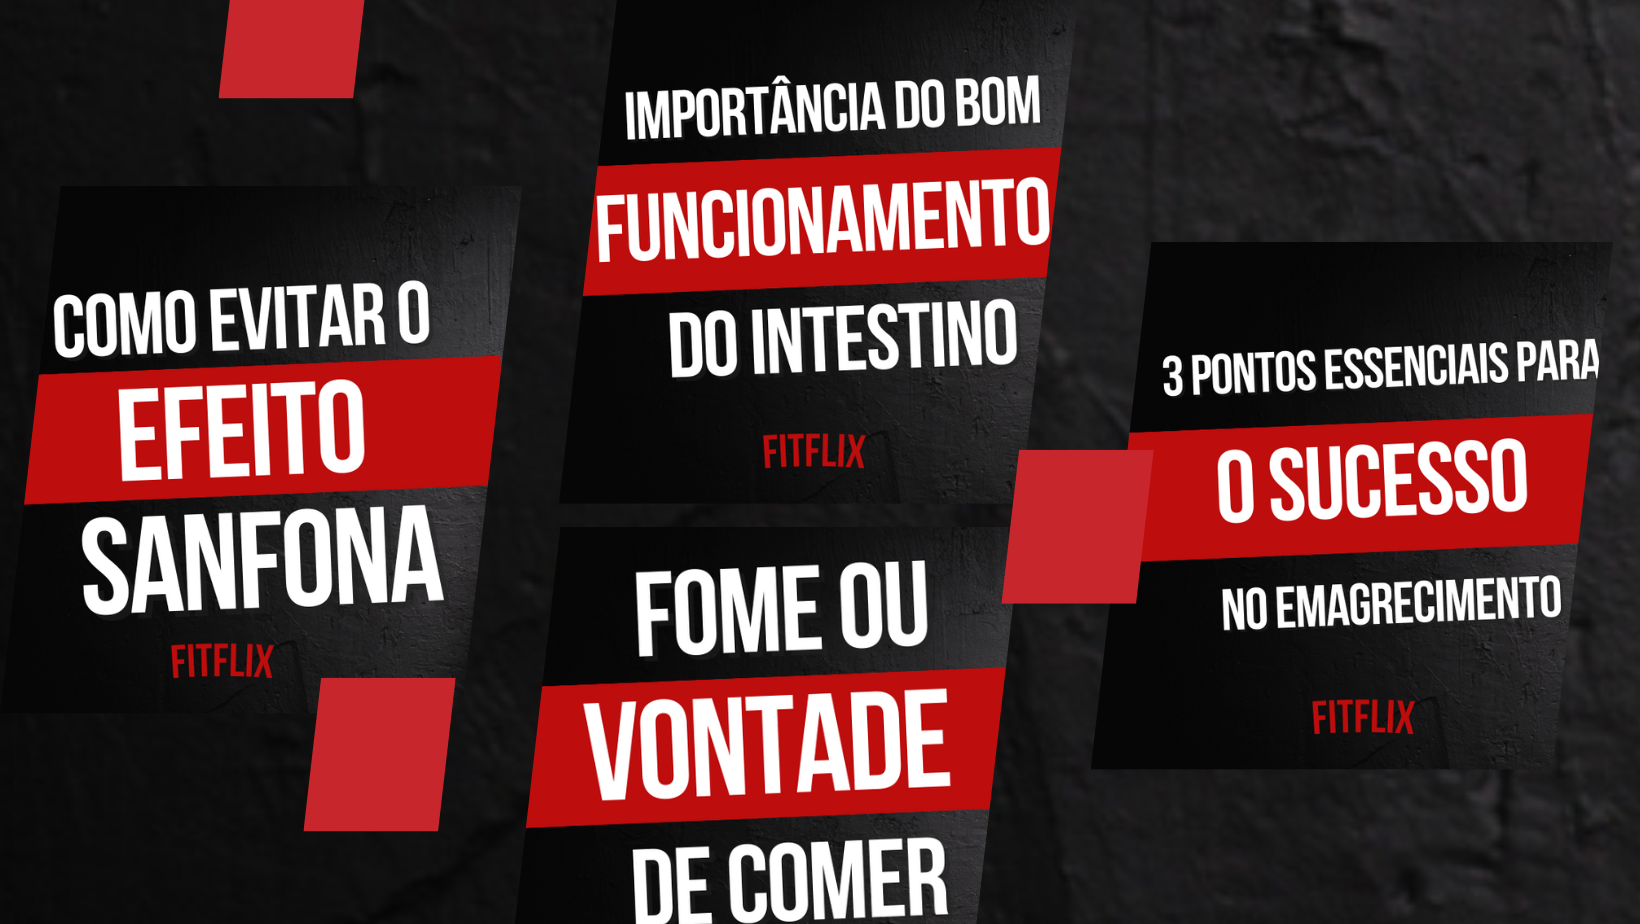 COMO EVITAR O
EFEITO
SANFONA
FITFLIX
IMPORTÂNCIA DO BOM
FUNCIONAMENTO
DO INTESTINO
FITFLIX
FOME OU
VONTADE
DE COMER
3 PONTOS ESSENCIAIS PARA
O SUCESSO
NO EMAGRECIMENTO
FITFLIX